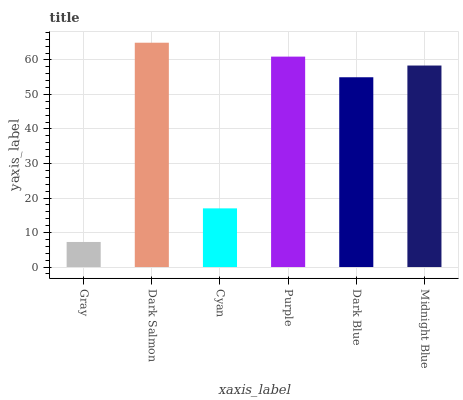 title
yaxis_label
60
50
40
30
20
10
0
Gray
Dark Salmon
Cyan
Purple
Dark Blue
Midnight Blue
xaxis_label